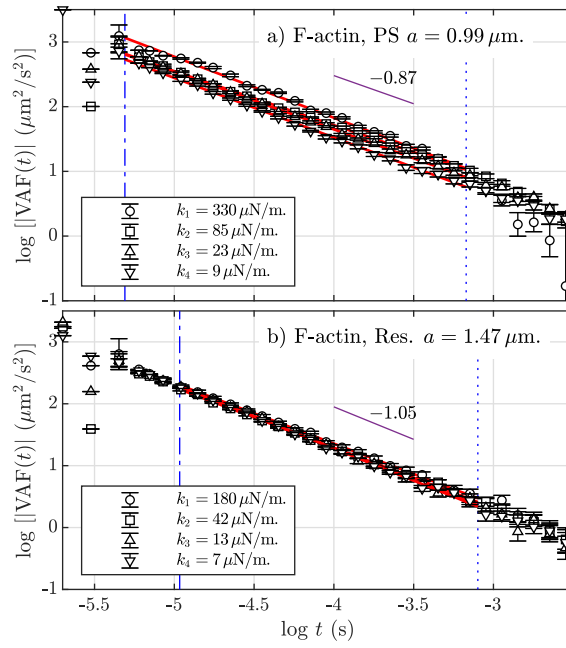 a) F-actin, PS a = 0.99 μm.
−0.87
log [|VAF(t)| (μm²/s²)]
3
2
1
0
-1
k₁ = 330 μN/m.
k₂ = 85 μN/m.
k₃ = 23 μN/m.
k₄ = 9 μN/m.
b) F-actin, Res. a = 1.47 μm.
−1.05
log [|VAF(t)| (μm²/s²)]
3
2
1
0
-1
k₁ = 180 μN/m.
k₂ = 42 μN/m.
k₃ = 13 μN/m.
k₄ = 7 μN/m.
-5.5 -5 -4.5 -4 -3.5 -3
log t (s)